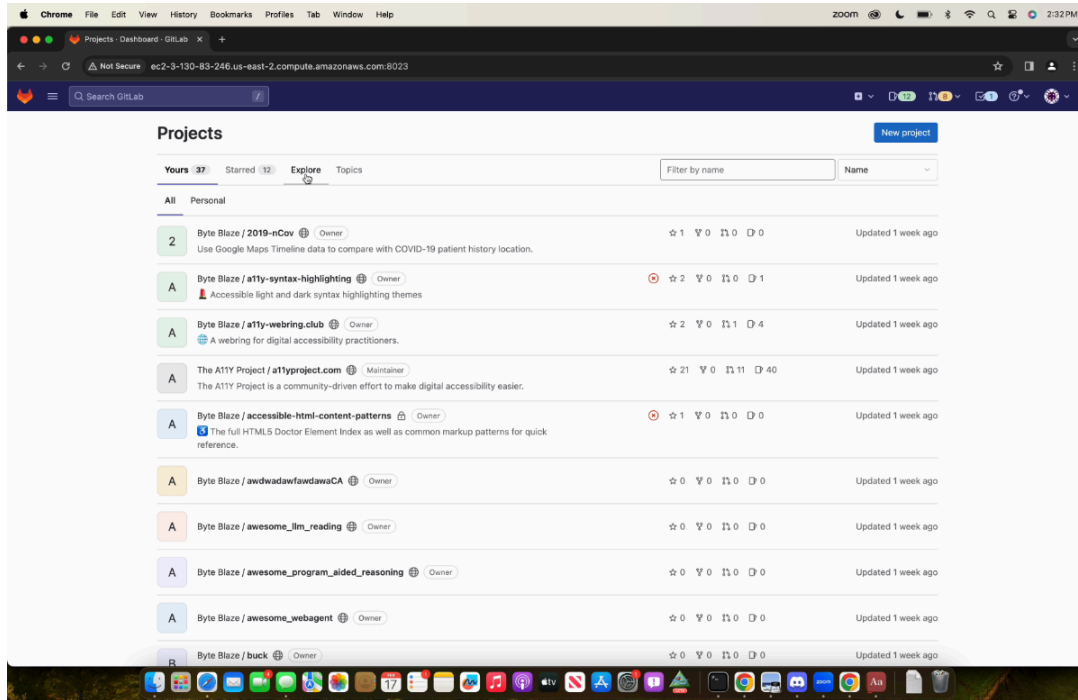 Chrome File Edit View History Bookmarks Profiles Tab Window Help zoom 2:32 PM
Projects · Dashboard · GitLab
Not Secure ec2-3-130-83-246.us-east-2.compute.amazonaws.com:8023
Search GitLab / 12 8 1
Projects New project
Yours 37 Starred 12 Explore Topics Filter by name Name
All Personal
2 Byte Blaze / 2019-nCov Owner 1 0 0 0 Updated 1 week ago
Use Google Maps Timeline data to compare with COVID-19 patient history location.
A Byte Blaze / a11y-syntax-highlighting Owner 2 0 0 1 Updated 1 week ago
Accessible light and dark syntax highlighting themes
A Byte Blaze / a11y-webring.club Owner 2 0 1 4 Updated 1 week ago
A webring for digital accessibility practitioners.
A The A11Y Project / a11yproject.com Maintainer 21 0 11 40 Updated 1 week ago
The A11Y Project is a community-driven effort to make digital accessibility easier.
A Byte Blaze / accessible-html-content-patterns Owner 1 0 0 0 Updated 1 week ago
The full HTML5 Doctor Element Index as well as common markup patterns for quick
reference.
A Byte Blaze / awdwadawfawdawaCA Owner 0 0 0 0 Updated 1 week ago
A Byte Blaze / awesome_llm_reading Owner 0 0 0 0 Updated 1 week ago
A Byte Blaze / awesome_program_aided_reasoning Owner 0 0 0 0 Updated 1 week ago
A Byte Blaze / awesome_webagent Owner 0 0 0 0 Updated 1 week ago
B Byte Blaze / buck Owner 0 0 0 0 Updated 1 week ago
17 tv zoom Aa